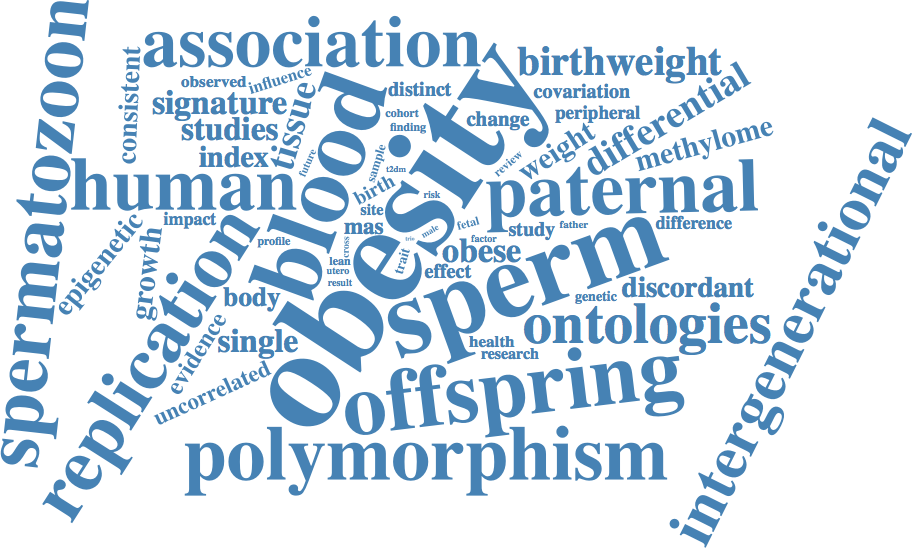 spermatozoon
association
consistent
observed
influence
distinct
birthweight
signature
tissue
cohort
covariation
studies
finding
change
peripheral
differential
index
future
blood
sample
obesity
review
weight
methylome
human
t2dm
birth
risk
paternal
intergenerational
epigenetic
impact
site
mas
male
fetal
study
father
difference
growth
replication
profile
cross
trio
factor
lean
trait
obese
sperm
utero
effect
body
result
genetic
discordant
evidence
single
health
ontologies
research
uncorrelated
offspring
polymorphism